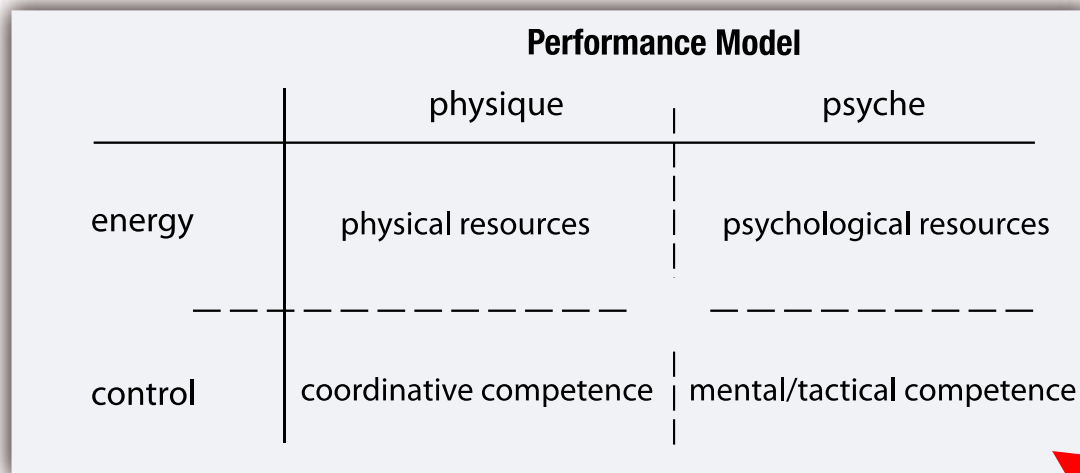 Performance Model
physique psyche
energy physical resources psychological resources
control coordinative competence mental/tactical competence